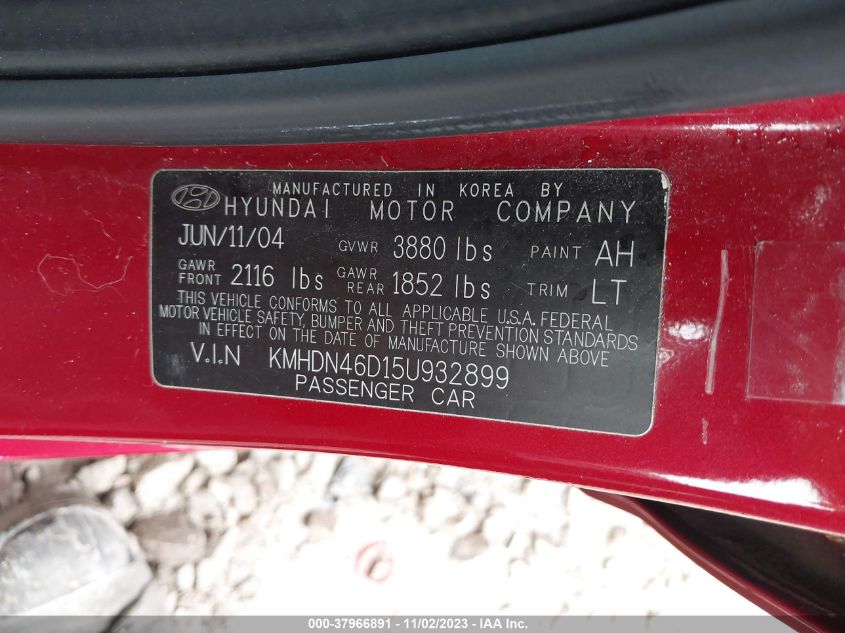 MANUFACTURED IN KOREA BY
HYUNDAI MOTOR COMPANY
JUN/11/04 GVWR 3880 lbs PAINT AH
GAWR FRONT 2116 lbs GAWR REAR 1852 lbs TRIM LT
THIS VEHICLE CONFORMS TO ALL APPLICABLE U.S.A. FEDERAL
MOTOR VEHICLE SAFETY, BUMPER AND THEFT PREVENTION STANDARDS
IN EFFECT ON THE DATE OF MANUFACTURE SHOWN ABOVE
V.I.N KMHDN46D15U932899
PASSENGER CAR
000-37966891 - 11/02/2023 - IAA Inc.